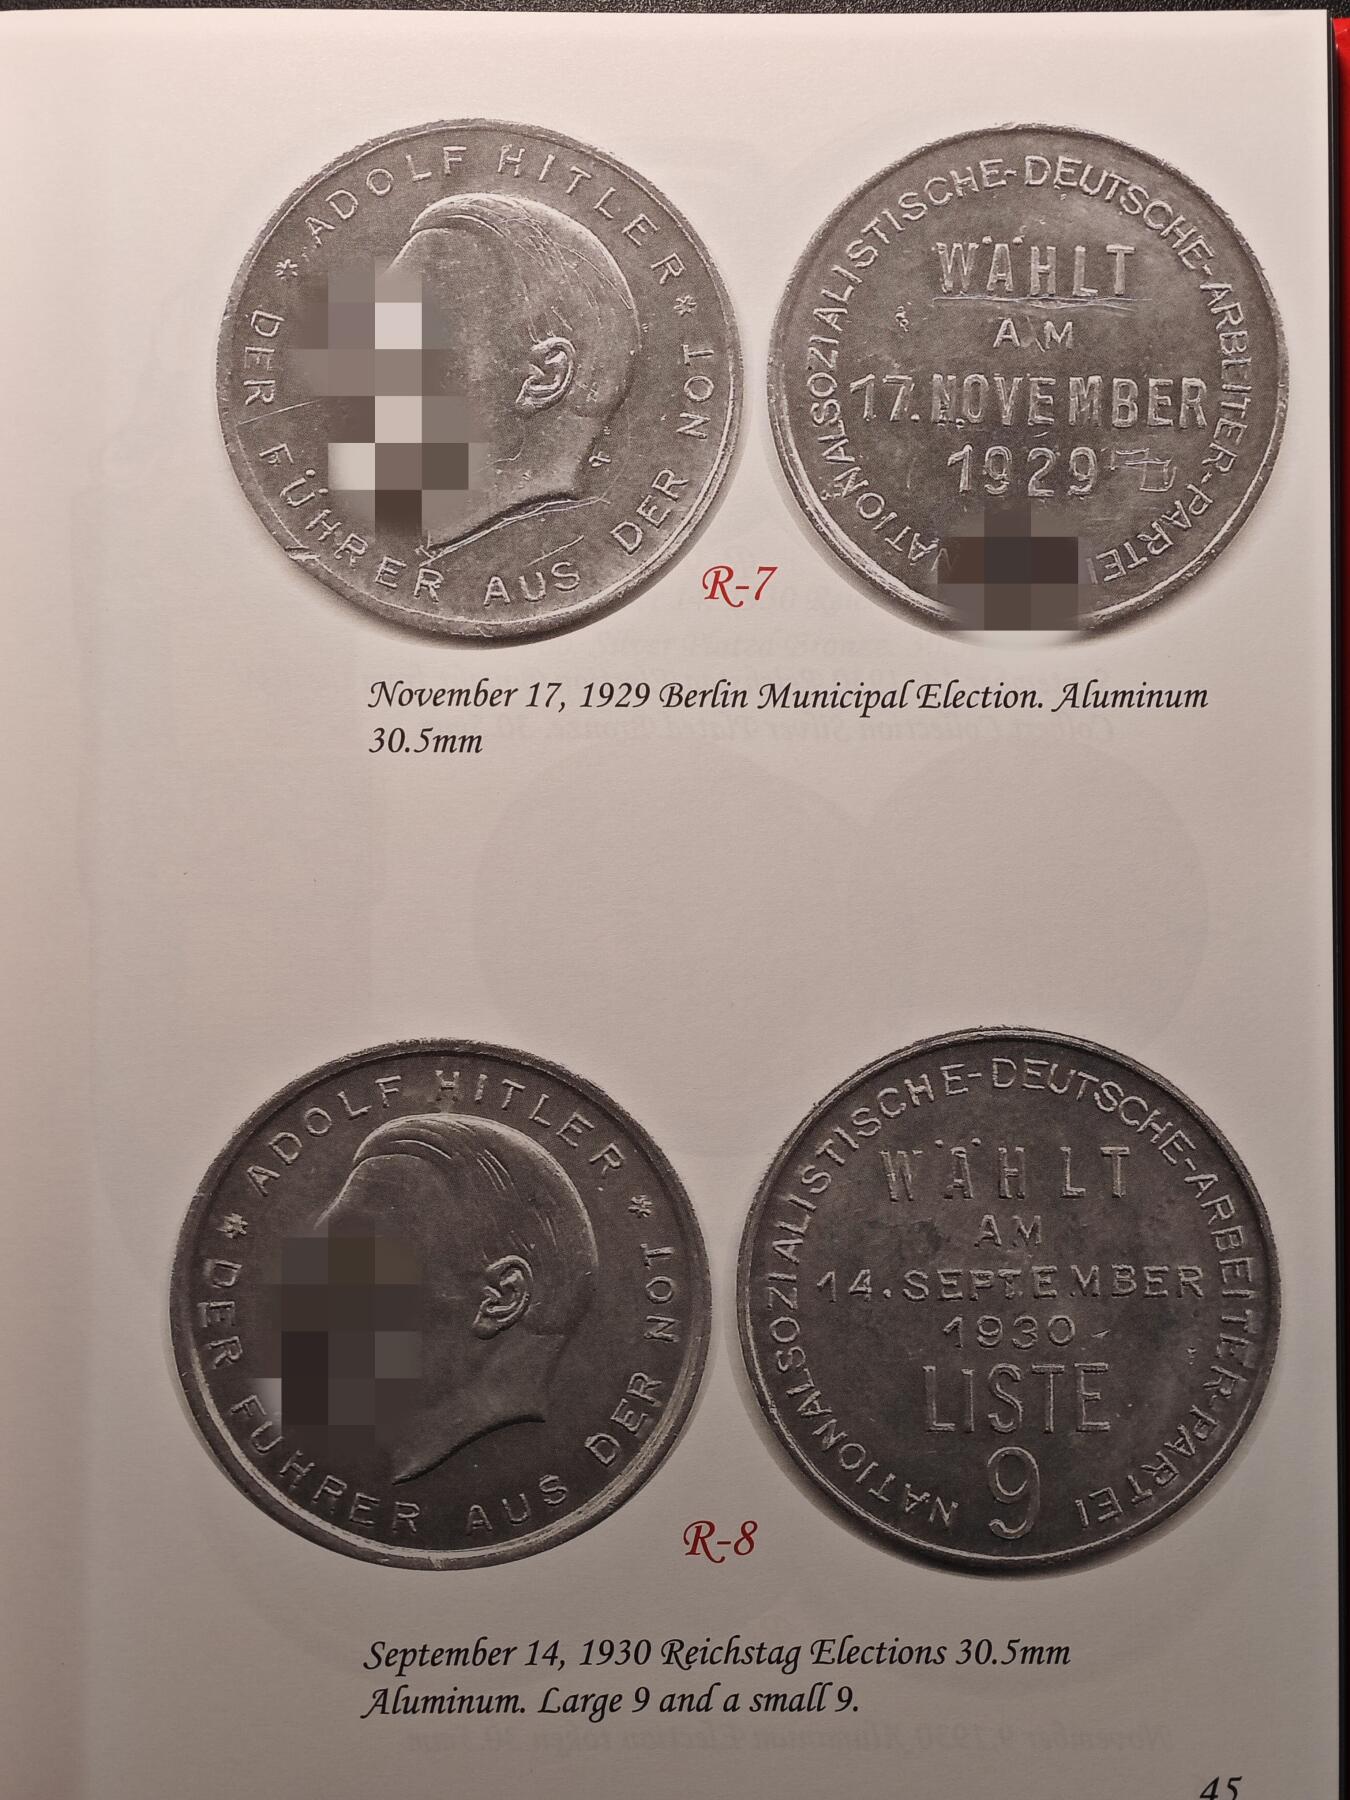 ADOLF HITLER
DER FÜHRER AUS DER NOT
NATIONALSOZIALISTISCHE-DEUTSCHE-ARBEITER-PARTEI
WÄHLT
AM
17. NOVEMBER
1929
R-7
November 17, 1929 Berlin Municipal Election. Aluminum
30.5mm
ADOLF HITLER
DER FUHRER AUS DER NOT
NATIONALSOZIALISTISCHE-DEUTSCHE-ARBEITER-PARTEI
WÄHLT
AM
14. SEPTEMBER
1930
LISTE
9
R-8
September 14, 1930 Reichstag Elections 30.5mm
Aluminum. Large 9 and a small 9.
45